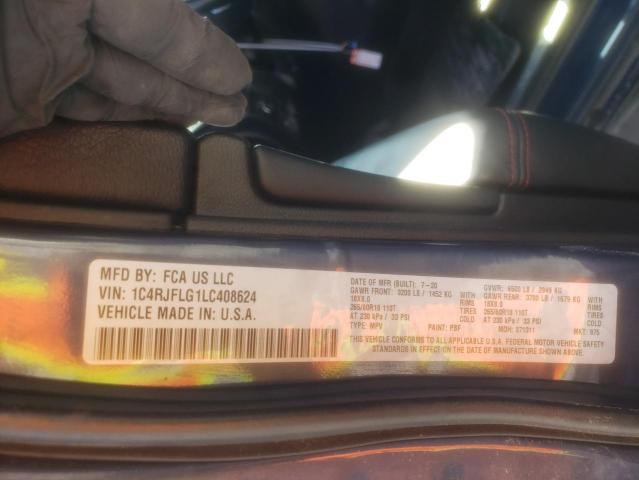 MFD BY: FCA US LLC
VIN: 1C4RJFLG1LC408624
VEHICLE MADE IN: U.S.A.
DATE OF MFR (BUILT): 7-20 GVWR: 6500 LB / 2949 KG
GAWR FRONT: 3200 LB / 1452 KG WITH GAWR REAR: 3700 LB / 1679 KG WITH
18X8.0 RIMS 18X8.0 RIMS
265/60R18 110T TIRES 265/60R18 110T TIRES
AT 230 kPa / 33 PSI AT 230 kPa / 33 PSI
TYPE: MPV PAINT: PBF MDH: 071311 MKT: 975
THIS VEHICLE CONFORMS TO ALL APPLICABLE U.S.A. FEDERAL MOTOR VEHICLE SAFETY
STANDARDS IN EFFECT ON THE DATE OF MANUFACTURE SHOWN ABOVE.